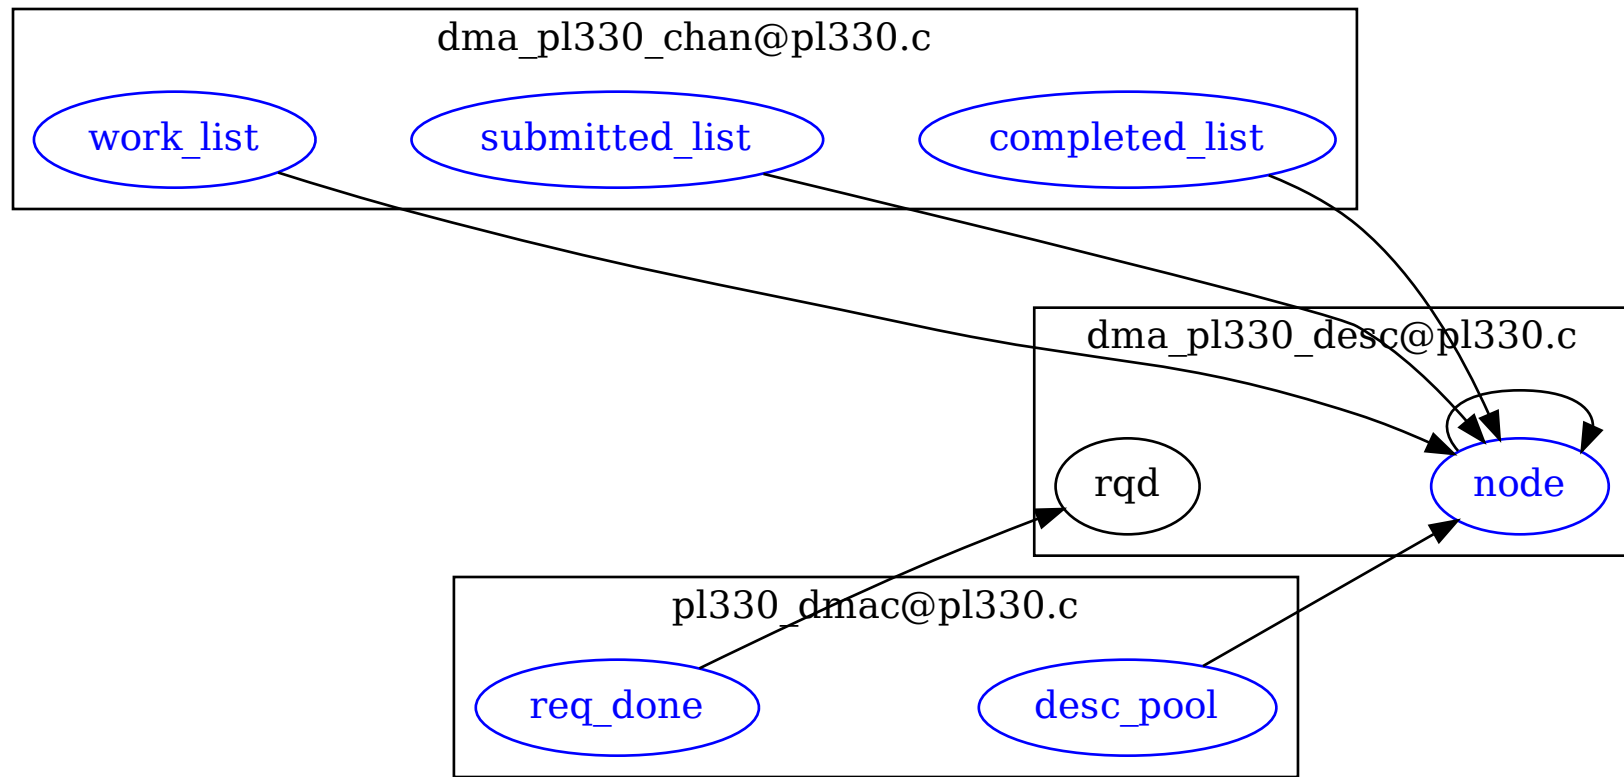 dma_pl330_chan@pl330.c
work_list
submitted_list
completed_list
dma_pl330_desc@pl330.c
rqd
node
pl330_dmac@pl330.c
req_done
desc_pool